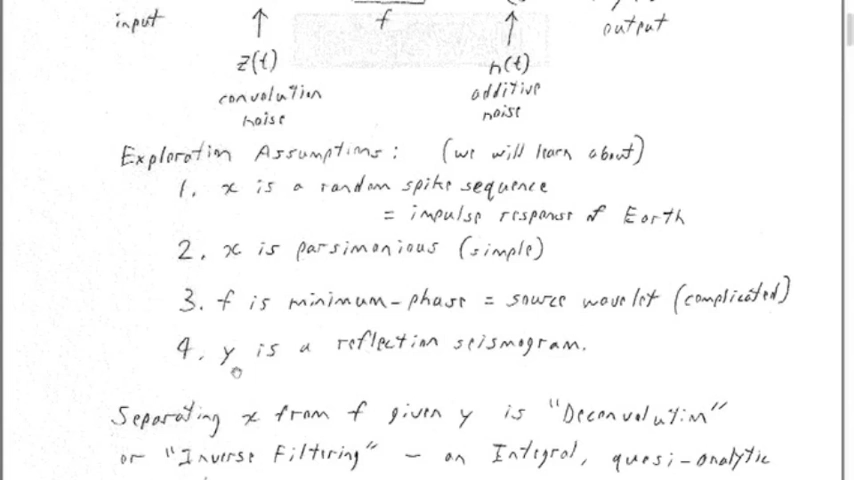 input f output
z(t) n(t)
convolution additive
noise noise
Exploration Assumptions: (we will learn about)
1. x is a random spike sequence
= impulse response of Earth
2. x is parsimonious (simple)
3. f is minimum-phase = source wavelet (complicated)
4. y is a reflection seismogram.
Separating x from f given y is "Deconvolution"
or "Inverse Filtering" - an Integral, quasi-analytic